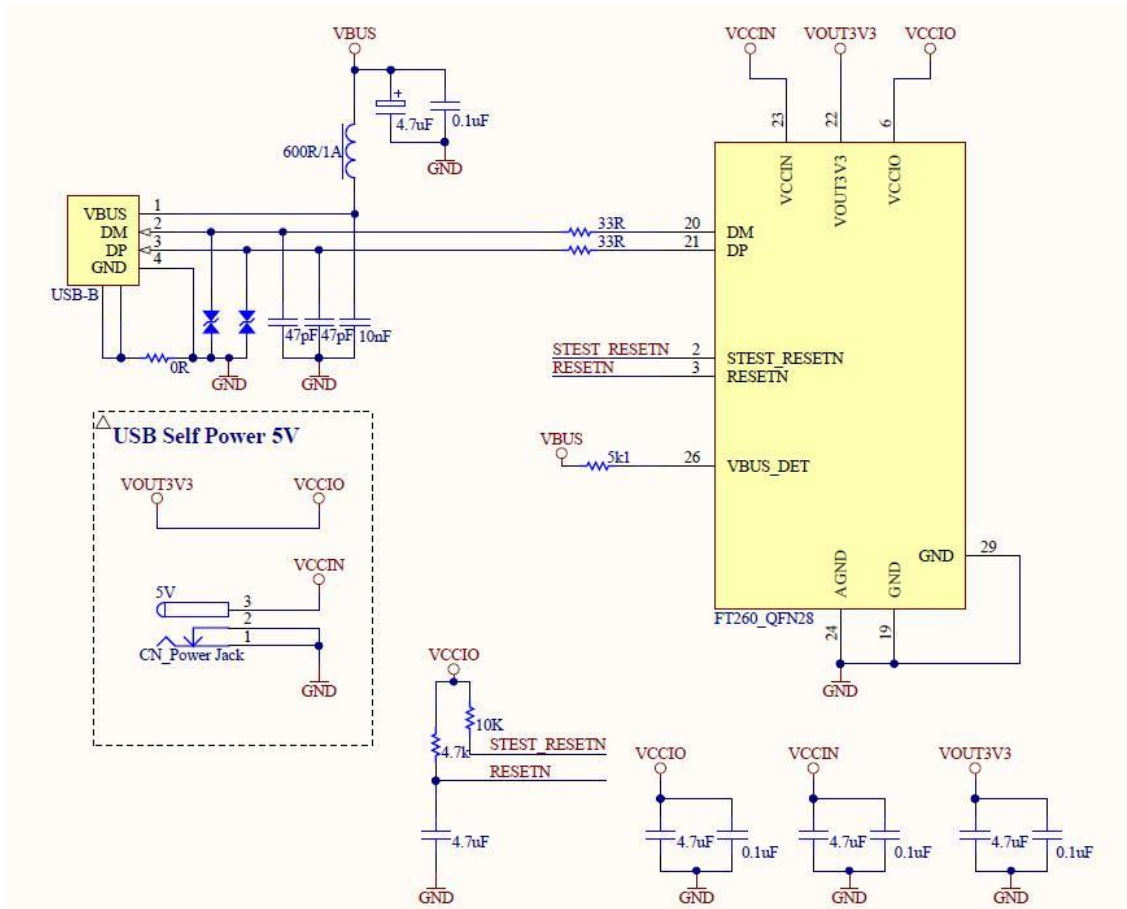 VBUS
VCCIN
VOUT3V3
VCCIO
+
4.7uF
0.1uF
600R/1A
GND
23
22
6
VCCIN
VOUT3V3
VCCIO
VBUS
1
DM
2
DP
3
GND
4
USB-B
33R
20
DM
33R
21
DP
47pF
47pF
10nF
0R
GND
GND
STEST_RESETN
2
STEST_RESETN
RESETN
3
RESETN
VBUS
5k1
26
VBUS_DET
USB Self Power 5V
VOUT3V3
VCCIO
VCCIN
5V
3
2
1
CN_Power Jack
GND
GND
29
AGND
GND
FT260_QFN28
24
19
GND
VCCIO
10K
4.7k
STEST_RESETN
RESETN
4.7uF
GND
VCCIO
4.7uF
0.1uF
GND
VCCIN
4.7uF
0.1uF
GND
VOUT3V3
4.7uF
0.1uF
GND